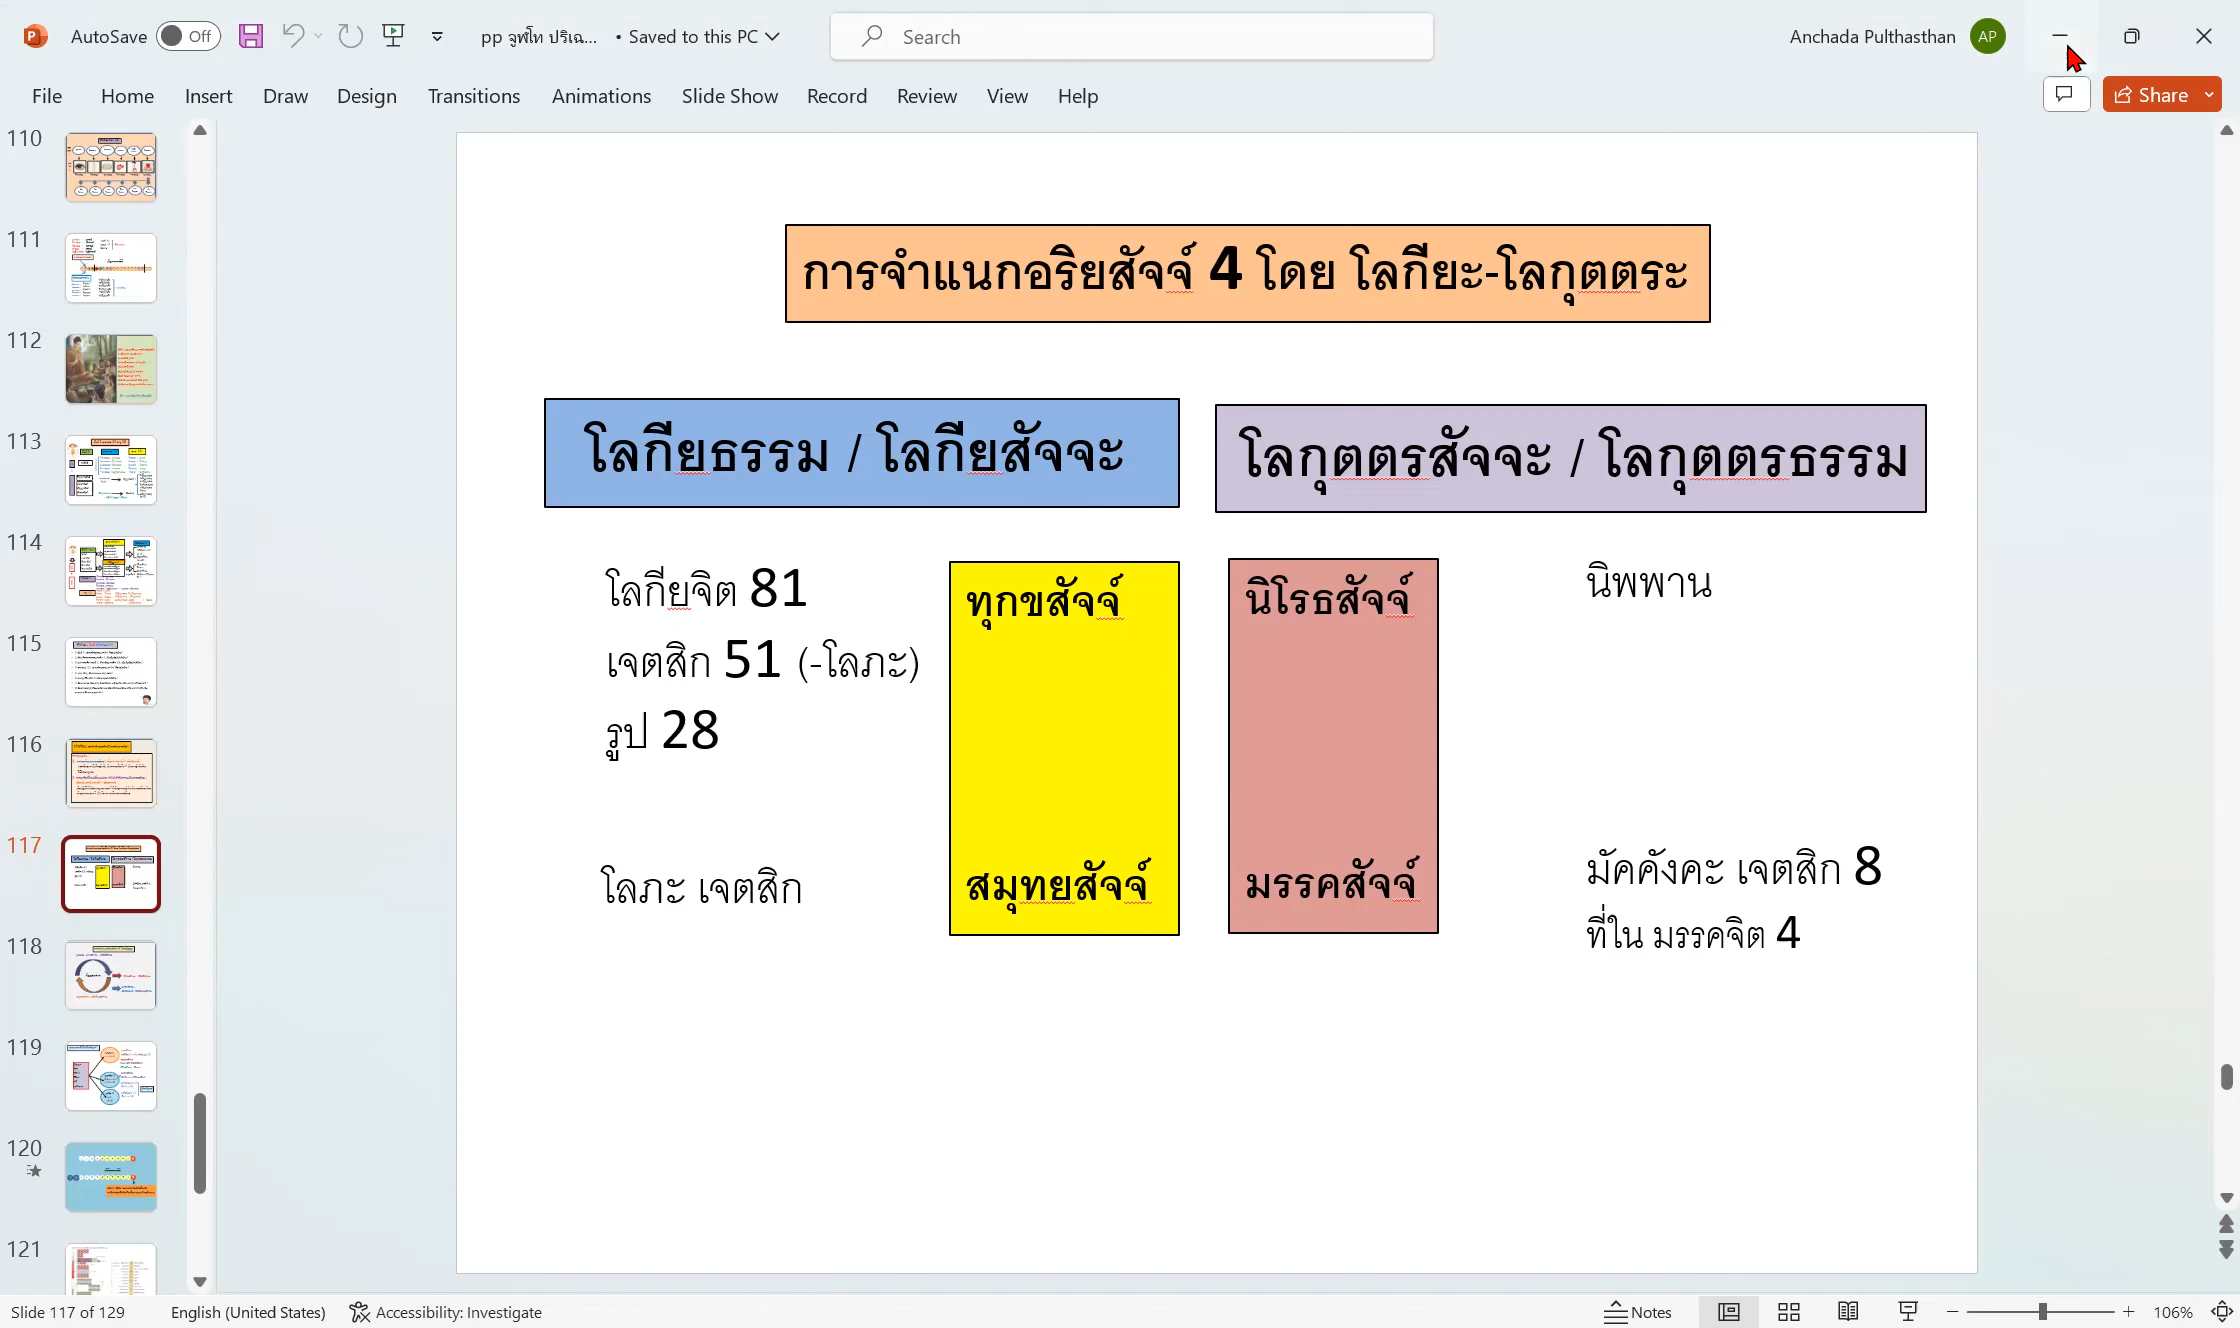 AutoSave Off pp จูฬโท ปริเฉ... • Saved to this PC Search Anchada Pulthasthan AP
File Home Insert Draw Design Transitions Animations Slide Show Record Review View Help Share
110
111
112
113
114
115
116
117
118
119
120
121
การจำแนกอริยสัจจ์ 4 โดย โลกียะ-โลกุตตระ
โลกียธรรม / โลกียสัจจะ
โลกุตตรสัจจะ / โลกุตตรธรรม
โลกียจิต 81
เจตสิก 51 (-โลภะ)
รูป 28
โลภะ เจตสิก
ทุกขสัจจ์
สมุทยสัจจ์
นิโรธสัจจ์
มรรคสัจจ์
นิพพาน
มัคคังคะ เจตสิก 8
ที่ใน มรรคจิต 4
Slide 117 of 129 English (United States) Accessibility: Investigate Notes 106%